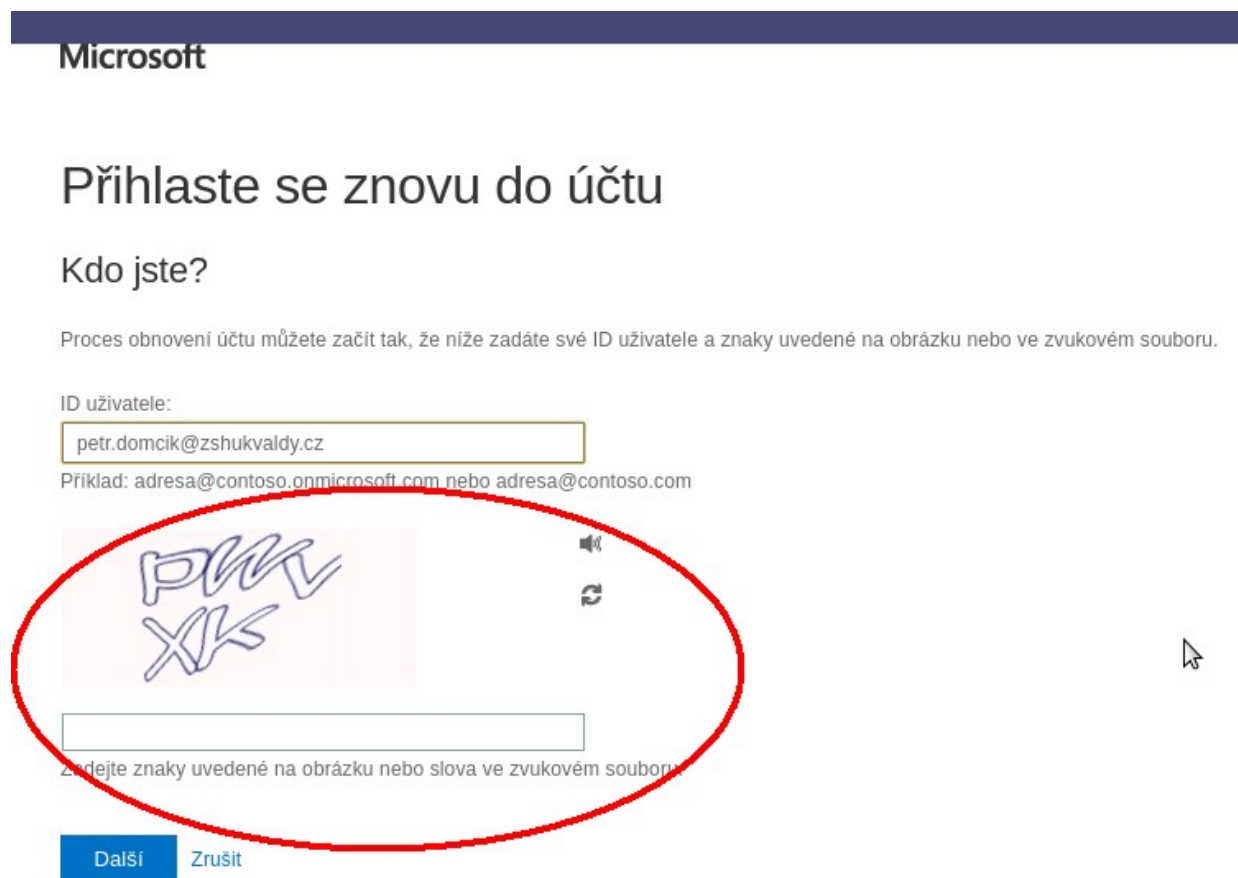 Microsoft
Přihlaste se znovu do účtu
Kdo jste?
Proces obnovení účtu můžete začít tak, že níže zadáte své ID uživatele a znaky uvedené na obrázku nebo ve zvukovém souboru.
ID uživatele:
petr.domcik@zshukvaldy.cz
Příklad: adresa@contoso.onmicrosoft.com nebo adresa@contoso.com
Zadejte znaky uvedené na obrázku nebo slova ve zvukovém souboru.
Další Zrušit